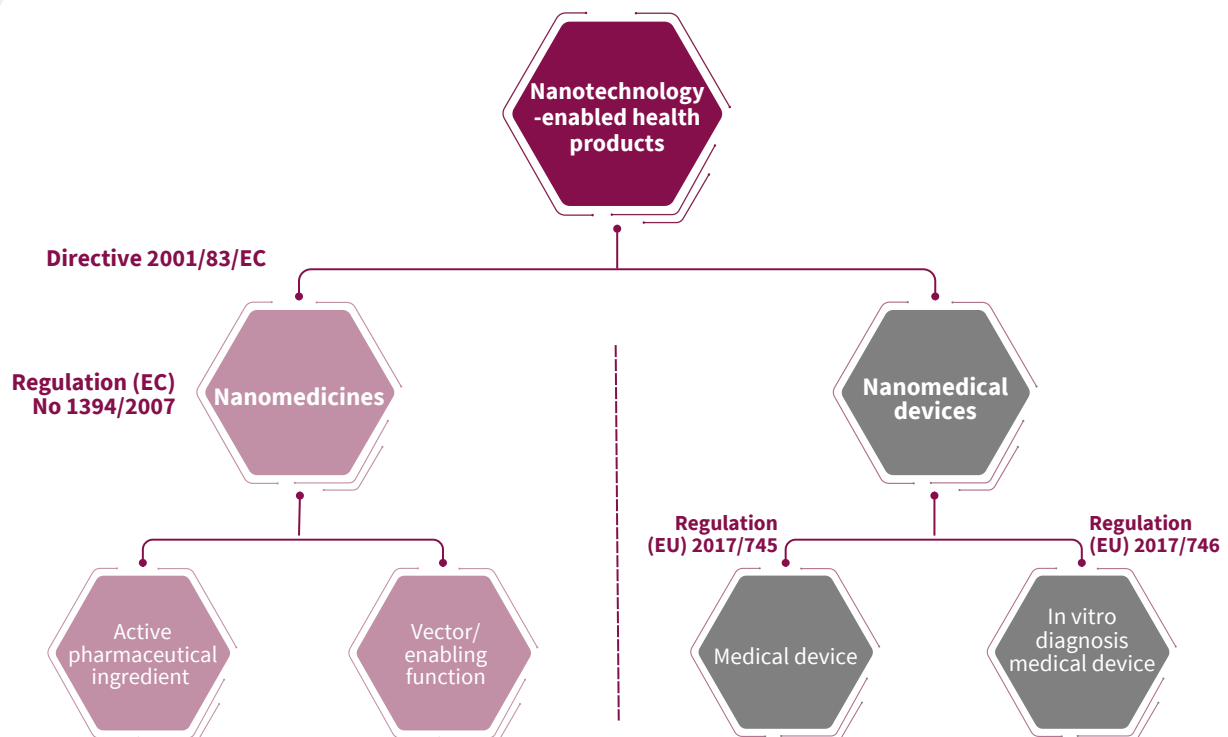 Nanotechnology
-enabled health
products
Directive 2001/83/EC
Regulation (EC)
No 1394/2007
Nanomedicines
Nanomedical
devices
Regulation
(EU) 2017/745
Regulation
(EU) 2017/746
Active
pharmaceutical
ingredient
Vector/
enabling
function
Medical device
In vitro
diagnosis
medical device